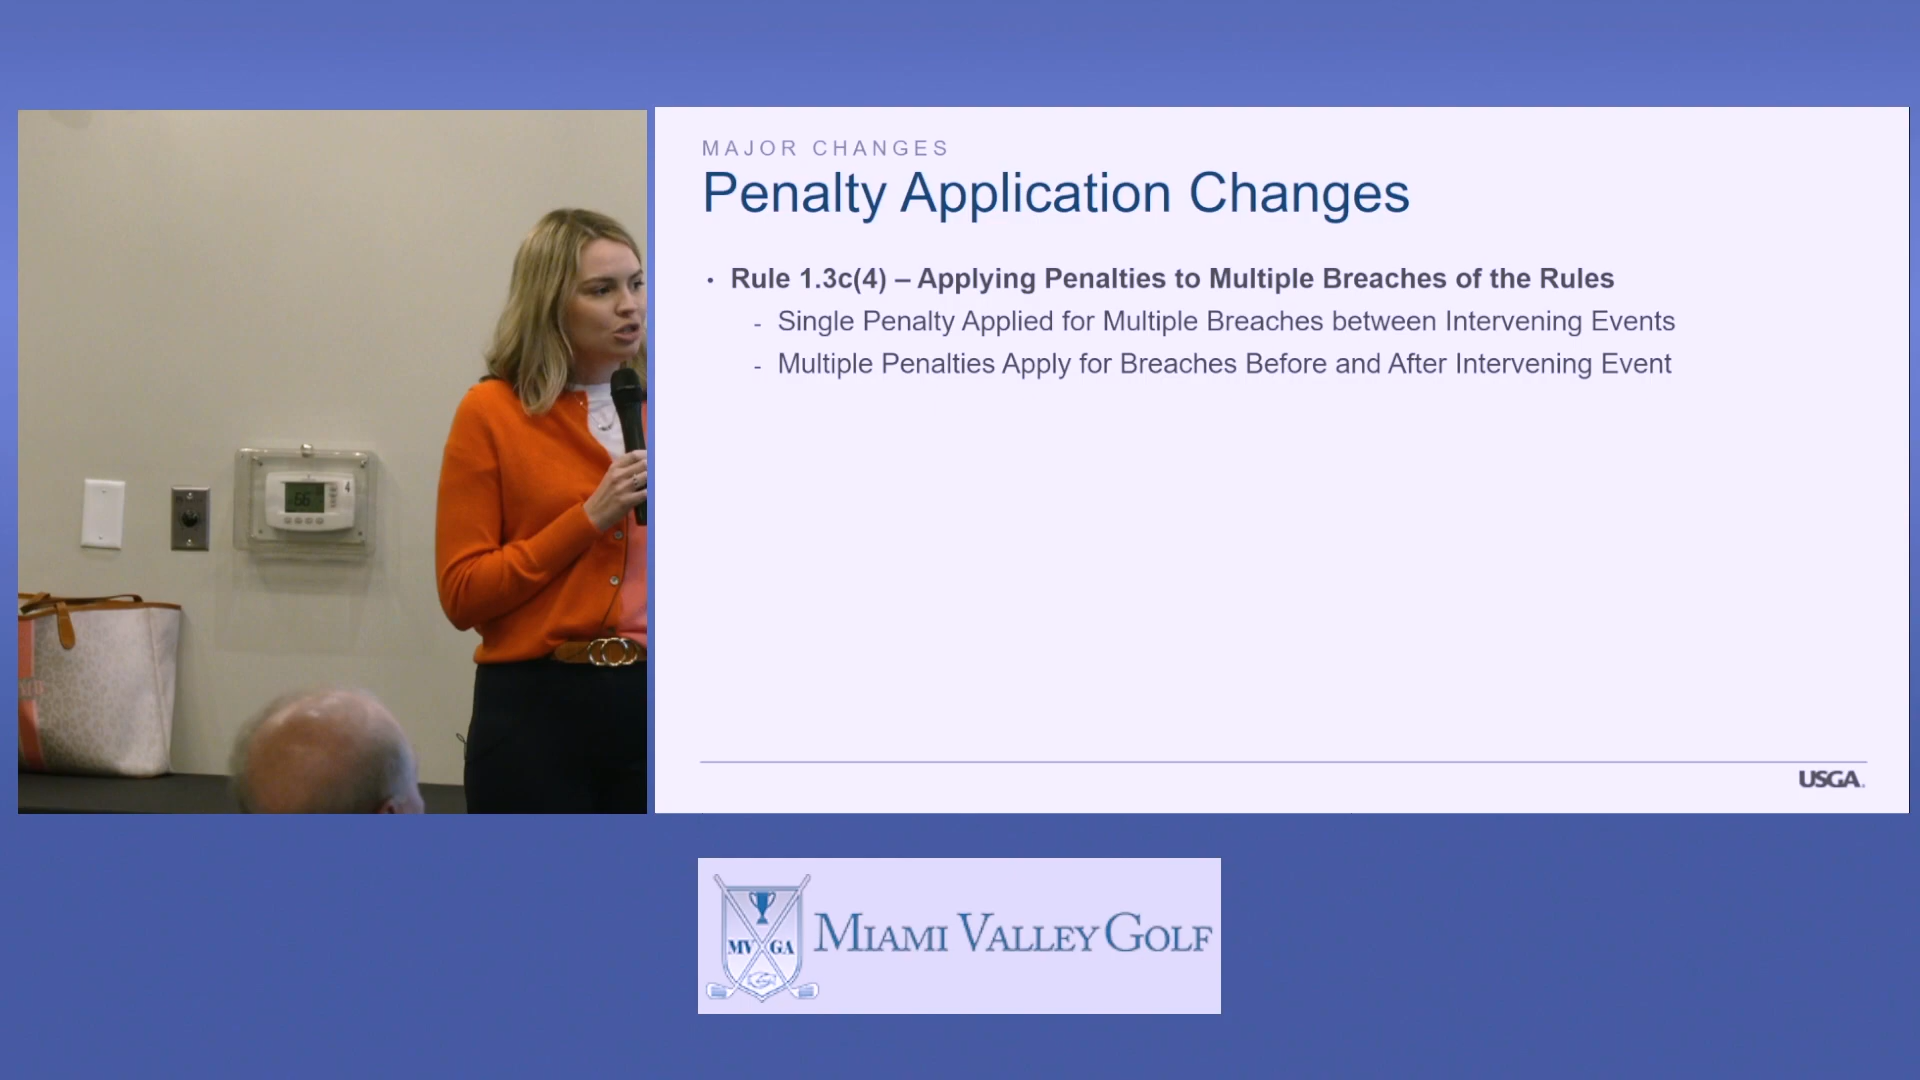 MAJOR CHANGES
Penalty Application Changes
• Rule 1.3c(4) – Applying Penalties to Multiple Breaches of the Rules
- Single Penalty Applied for Multiple Breaches between Intervening Events
- Multiple Penalties Apply for Breaches Before and After Intervening Event
USGA.
66
4
MV GA
MIAMI VALLEY GOLF